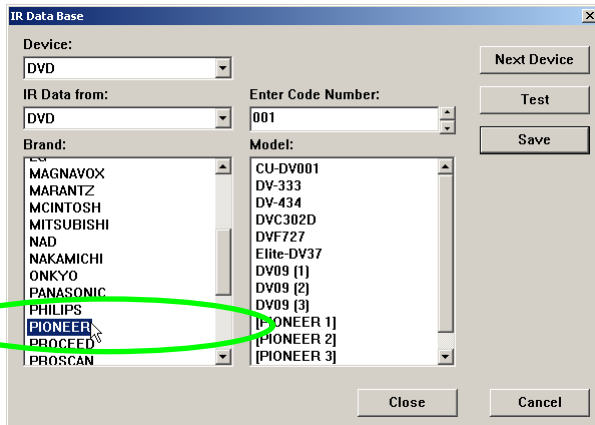 IR Data Base
Device:
DVD
Next Device
IR Data from:
DVD
Enter Code Number:
001
Test
Save
Brand:
MAGNAVOX
MARANTZ
MCINTOSH
MITSUBISHI
NAD
NAKAMICHI
ONKYO
PANASONIC
PHILIPS
PIONEER
PROCEED
PROSCAN
Model:
CU-DV001
DV-333
DV-434
DVC302D
DVF727
Elite-DV37
DV09 (1)
DV09 (2)
DV09 (3)
[PIONEER 1]
[PIONEER 2]
[PIONEER 3]
Close
Cancel